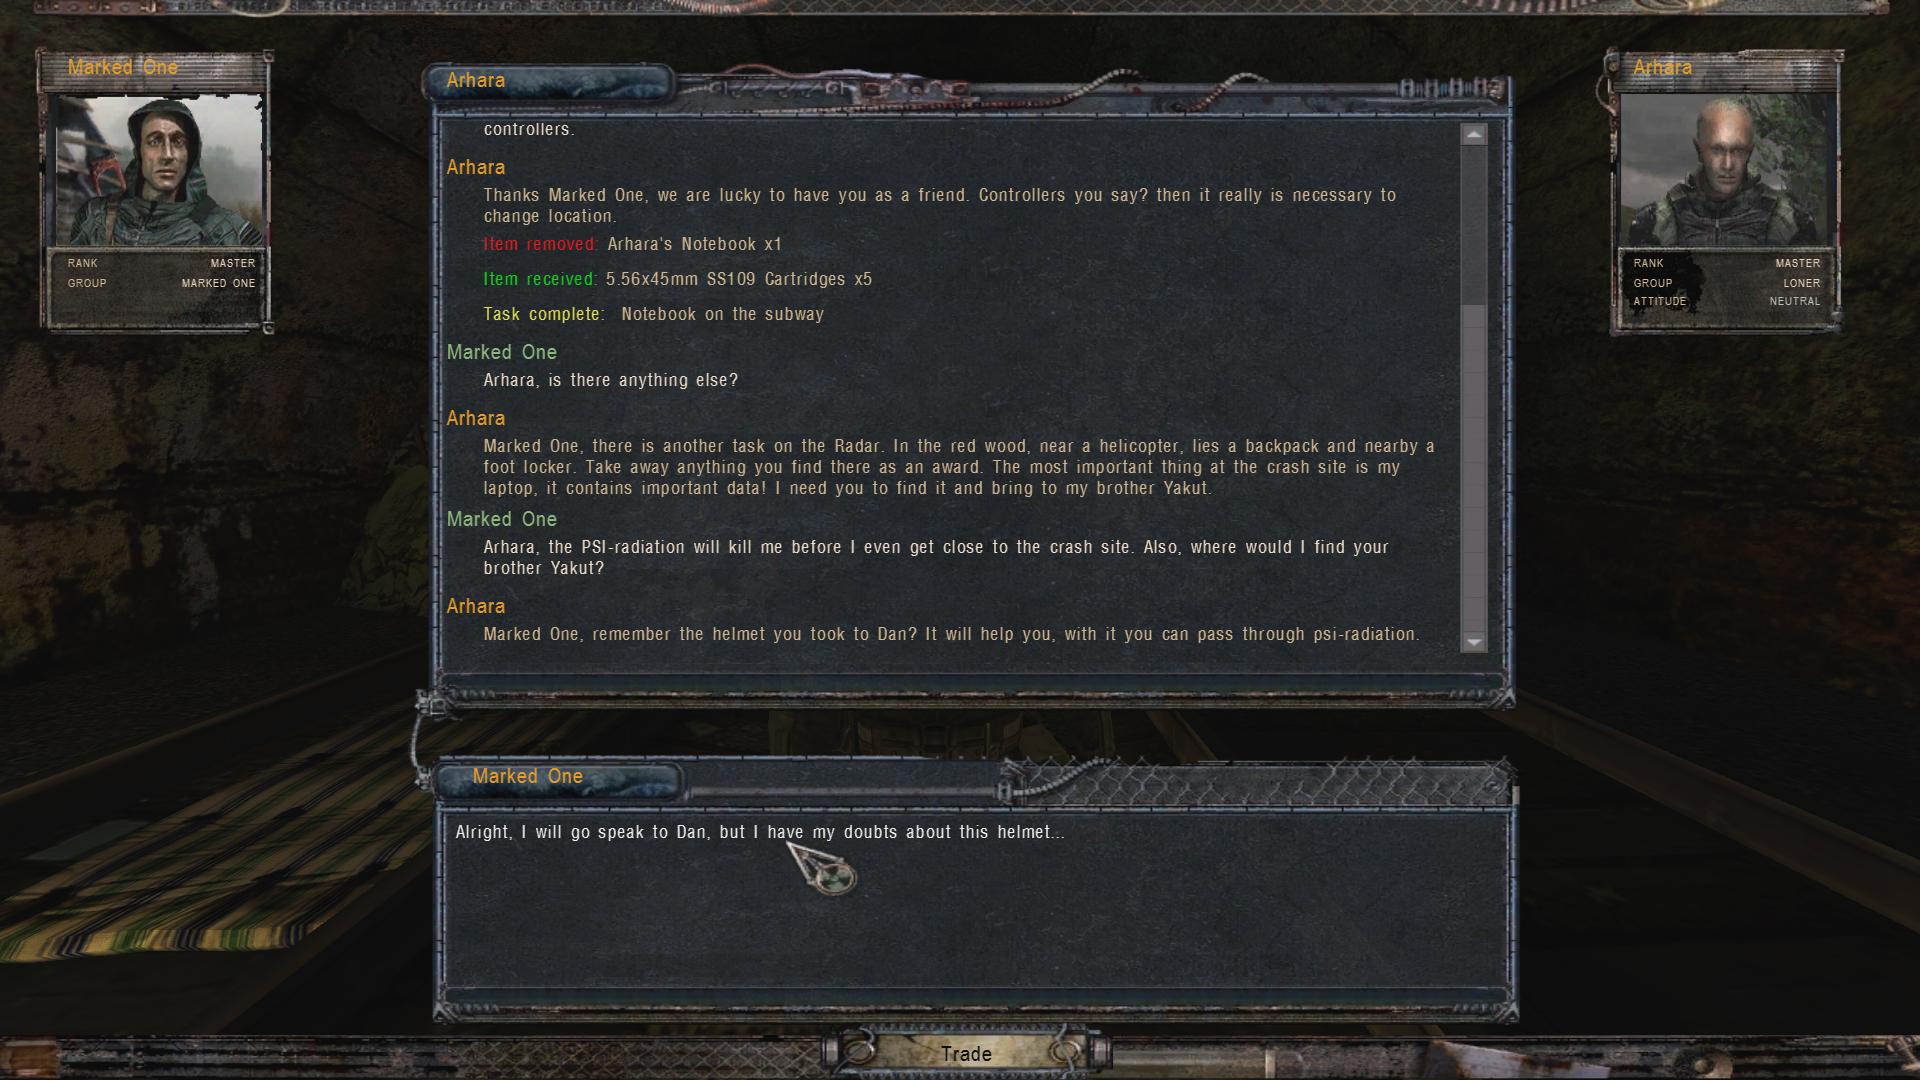 Marked One
Arhara
Arhara
RANK MASTER
GROUP MARKED ONE
RANK MASTER
GROUP LONER
ATTITUDE NEUTRAL
controllers.
Arhara
Thanks Marked One, we are lucky to have you as a friend. Controllers you say? then it really is necessary to
change location.
Item removed: Arhara's Notebook x1
Item received: 5.56x45mm SS109 Cartridges x5
Task complete: Notebook on the subway
Marked One
Arhara, is there anything else?
Arhara
Marked One, there is another task on the Radar. In the red wood, near a helicopter, lies a backpack and nearby a
foot locker. Take away anything you find there as an award. The most important thing at the crash site is my
laptop, it contains important data! I need you to find it and bring to my brother Yakut.
Marked One
Arhara, the PSI-radiation will kill me before I even get close to the crash site. Also, where would I find your
brother Yakut?
Arhara
Marked One, remember the helmet you took to Dan? It will help you, with it you can pass through psi-radiation.
Marked One
Alright, I will go speak to Dan, but I have my doubts about this helmet...
Trade